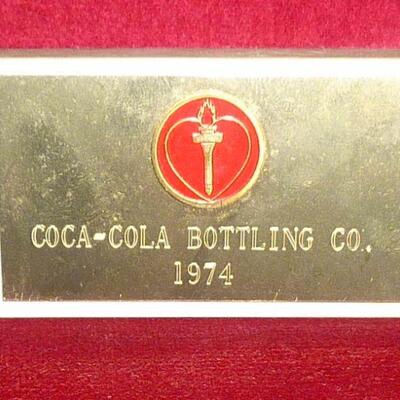 COCA-COLA BOTTLING CO.
1974